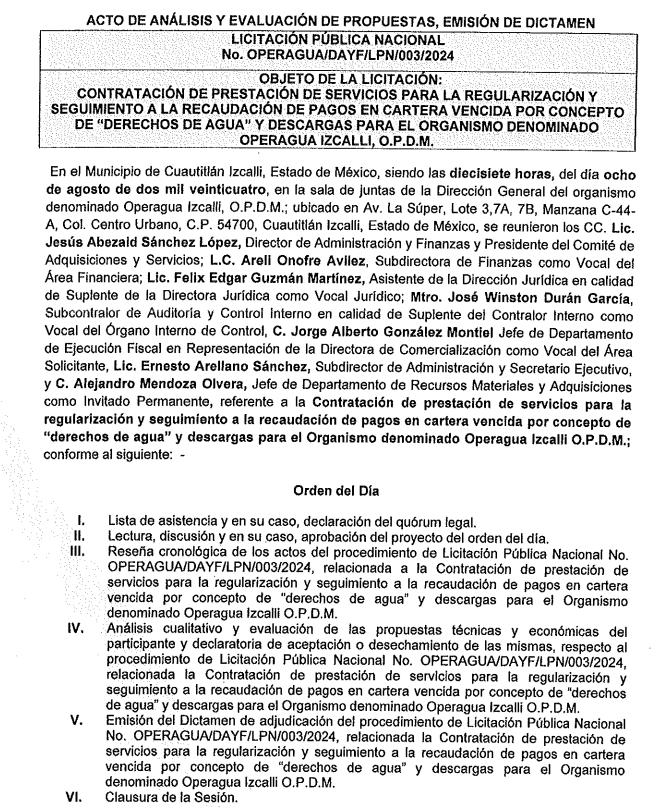 ACTO DE ANÁLISIS Y EVALUACIÓN DE PROPUESTAS, EMISIÓN DE DICTAMEN
LICITACIÓN PÚBLICA NACIONAL
No. OPERAGUA/DAYF/LPN/003/2024
OBJETO DE LA LICITACIÓN:
CONTRATACIÓN DE PRESTACIÓN DE SERVICIOS PARA LA REGULARIZACIÓN Y
SEGUIMIENTO A LA RECAUDACIÓN DE PAGOS EN CARTERA VENCIDA POR CONCEPTO
DE "DERECHOS DE AGUA" Y DESCARGAS PARA EL ORGANISMO DENOMINADO
OPERAGUA IZCALLI, O.P.D.M.
En el Municipio de Cuautitlán Izcalli, Estado de México, siendo las diecisiete horas, del día ocho
de agosto de dos mil veinticuatro, en la sala de juntas de la Dirección General del organismo
denominado Operagua Izcalli, O.P.D.M.; ubicado en Av. La Súper, Lote 3,7A, 7B, Manzana C-44-
A, Col. Centro Urbano, C.P. 54700, Cuautitlán Izcalli, Estado de México, se reunieron los CC. Lic.
Jesús Abezaid Sánchez López, Director de Administración y Finanzas y Presidente del Comité de
Adquisiciones y Servicios; L.C. Areli Onofre Avilez, Subdirectora de Finanzas como Vocal del
Área Financiera; Lic. Felix Edgar Guzmán Martínez, Asistente de la Dirección Jurídica en calidad
de Suplente de la Directora Jurídica como Vocal Jurídico; Mtro. José Winston Durán García,
Subcontralor de Auditoría y Control Interno en calidad de Suplente del Contralor Interno como
Vocal del Órgano Interno de Control, C. Jorge Alberto González Montiel Jefe de Departamento
de Ejecución Fiscal en Representación de la Directora de Comercialización como Vocal del Área
Solicitante, Lic. Ernesto Arellano Sánchez, Subdirector de Administración y Secretario Ejecutivo,
y C. Alejandro Mendoza Olvera, Jefe de Departamento de Recursos Materiales y Adquisiciones
como Invitado Permanente, referente a la Contratación de prestación de servicios para la
regularización y seguimiento a la recaudación de pagos en cartera vencida por concepto de
"derechos de agua" y descargas para el Organismo denominado Operagua Izcalli O.P.D.M.;
conforme al siguiente: -
Orden del Día
I. Lista de asistencia y en su caso, declaración del quórum legal.
II. Lectura, discusión y en su caso, aprobación del proyecto del orden del día.
III. Reseña cronológica de los actos del procedimiento de Licitación Pública Nacional No.
OPERAGUA/DAYF/LPN/003/2024, relacionada a la Contratación de prestación de
servicios para la regularización y seguimiento a la recaudación de pagos en cartera
vencida por concepto de "derechos de agua" y descargas para el Organismo
denominado Operagua Izcalli O.P.D.M.
IV. Análisis cualitativo y evaluación de las propuestas técnicas y económicas del
participante y declaratoria de aceptación o desechamiento de las mismas, respecto al
procedimiento de Licitación Pública Nacional No. OPERAGUA/DAYF/LPN/003/2024,
relacionada la Contratación de prestación de servicios para la regularización y
seguimiento a la recaudación de pagos en cartera vencida por concepto de "derechos
de agua" y descargas para el Organismo denominado Operagua Izcalli O.P.D.M.
V. Emisión del Dictamen de adjudicación del procedimiento de Licitación Pública Nacional
No. OPERAGUA/DAYF/LPN/003/2024, relacionada la Contratación de prestación de
servicios para la regularización y seguimiento a la recaudación de pagos en cartera
vencida por concepto de "derechos de agua" y descargas para el Organismo
denominado Operagua Izcalli O.P.D.M.
VI. Clausura de la Sesión.